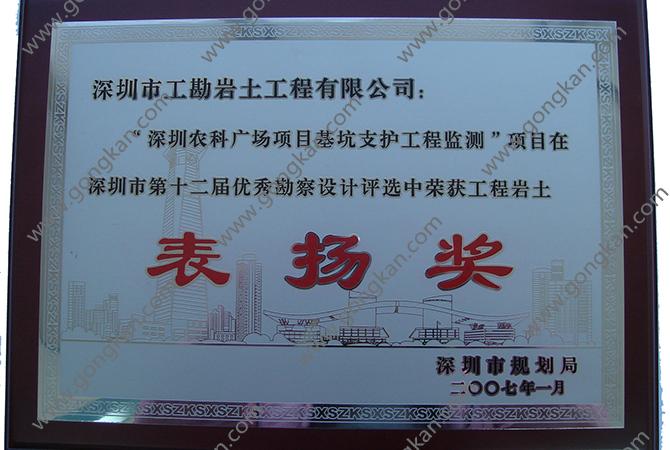 深圳市工勘岩土工程有限公司：
“深圳农科广场项目基坑支护工程监测”项目在
深圳市第十二届优秀勘察设计评选中荣获工程岩土
表扬奖
深圳市规划局
二〇〇七年一月
www.gongkan.com